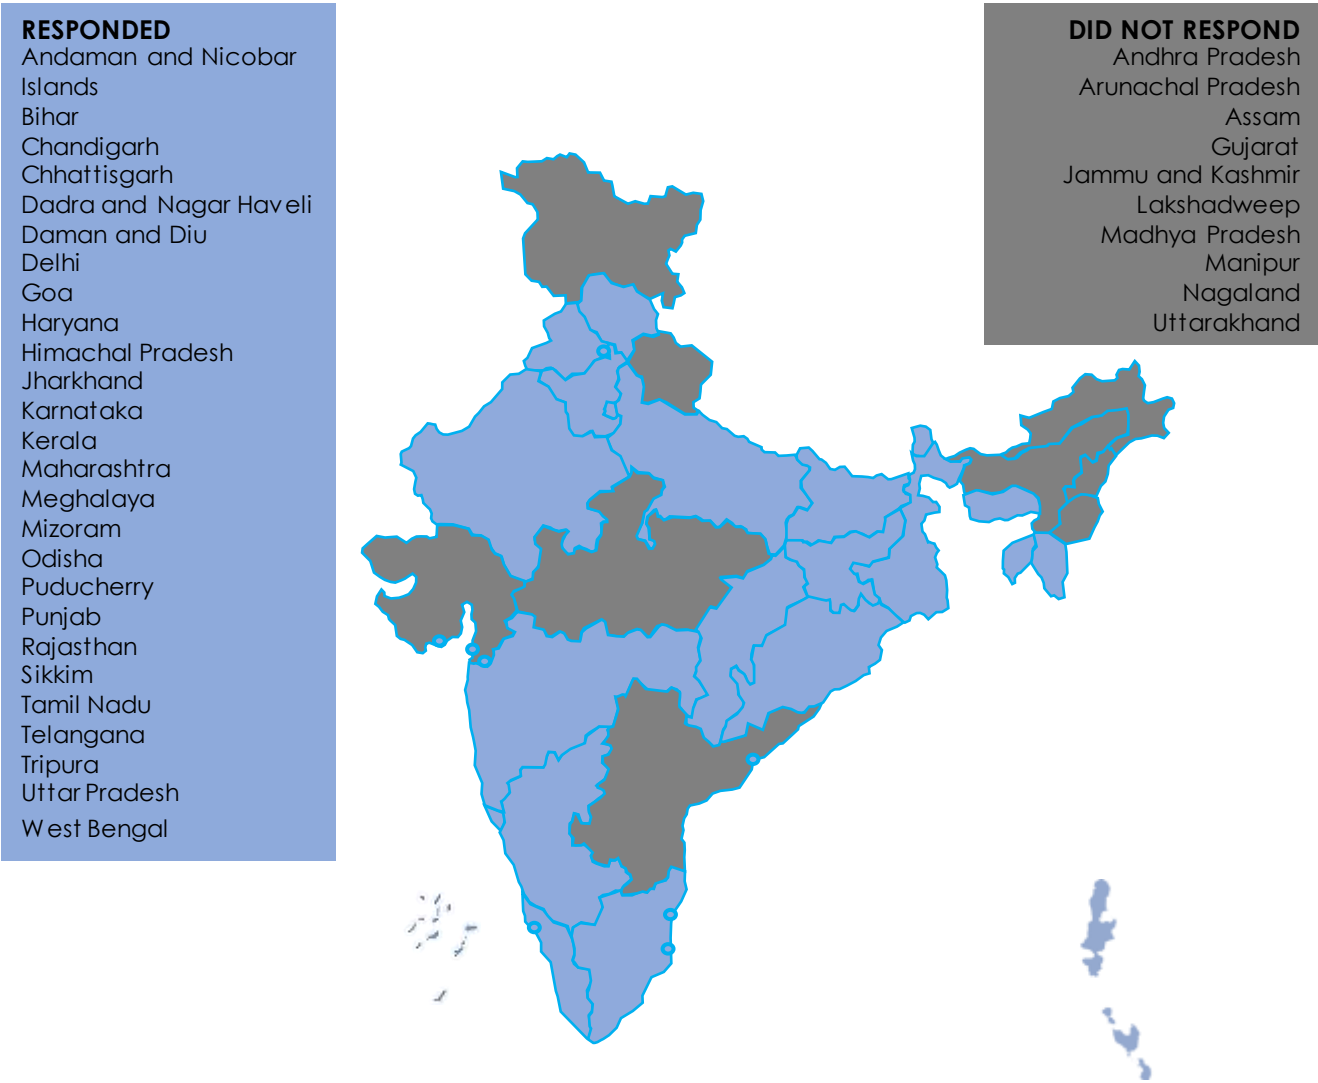 RESPONDED
Andaman and Nicobar
Islands
Bihar
Chandigarh
Chhattisgarh
Dadra and Nagar Haveli
Daman and Diu
Delhi
Goa
Haryana
Himachal Pradesh
Jharkhand
Karnataka
Kerala
Maharashtra
Meghalaya
Mizoram
Odisha
Puducherry
Punjab
Rajasthan
Sikkim
Tamil Nadu
Telangana
Tripura
Uttar Pradesh
West Bengal
DID NOT RESPOND
Andhra Pradesh
Arunachal Pradesh
Assam
Gujarat
Jammu and Kashmir
Lakshadweep
Madhya Pradesh
Manipur
Nagaland
Uttarakhand